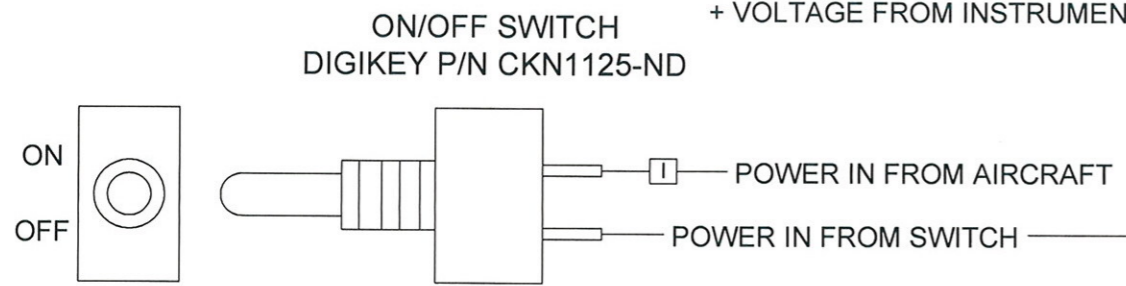 + VOLTAGE FROM INSTRUMEN
ON/OFF SWITCH
DIGIKEY P/N CKN1125-ND
ON
OFF
I
POWER IN FROM AIRCRAFT
POWER IN FROM SWITCH